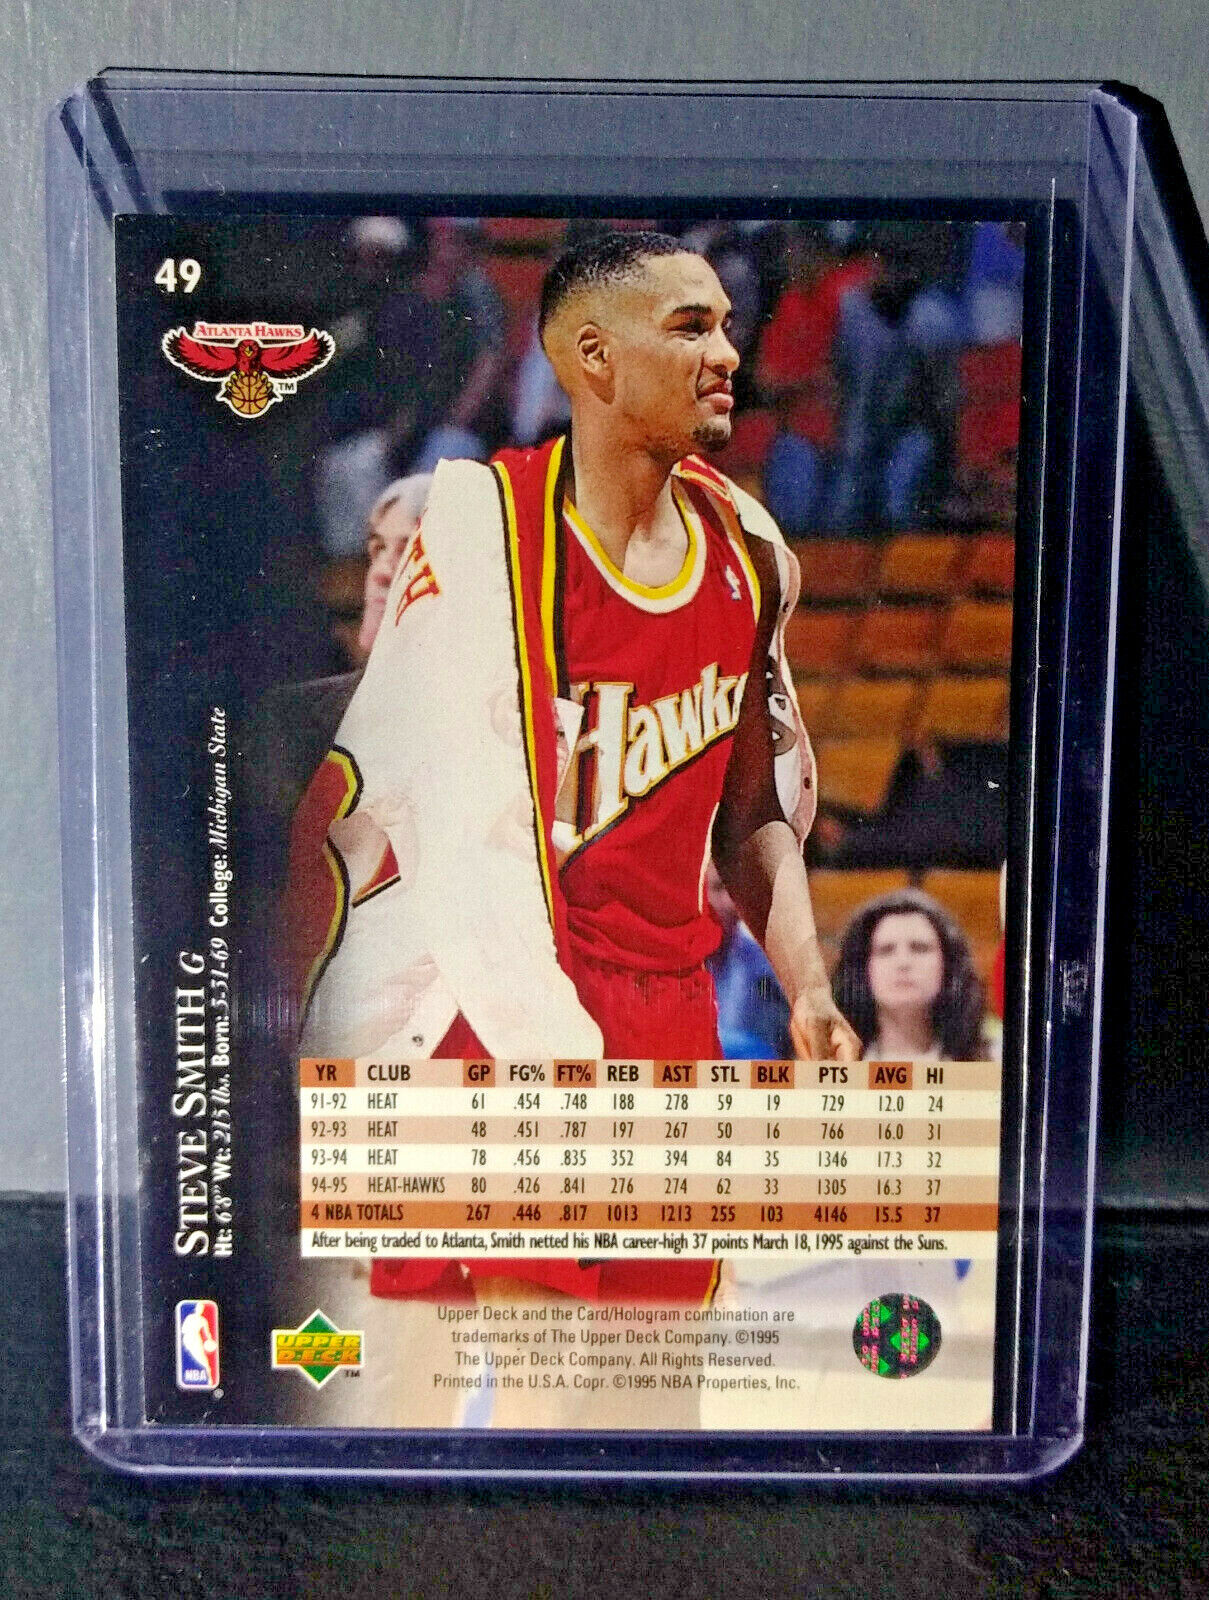 49
ATLANTA HAWKS
TM
Hawks
STEVE SMITH G
Ht: 6'8" Wt: 215 lbs. Born: 3-31-69 College: Michigan State
YR CLUB GP FG% FT% REB AST STL BLK PTS AVG HI
91-92 HEAT 61 .454 .748 188 278 59 19 729 12.0 24
92-93 HEAT 48 .451 .787 197 267 50 16 766 16.0 31
93-94 HEAT 78 .456 .835 352 394 84 35 1346 17.3 32
94-95 HEAT-HAWKS 80 .426 .841 276 274 62 33 1305 16.3 37
4 NBA TOTALS 267 .446 .817 1013 1213 255 103 4146 15.5 37
After being traded to Atlanta, Smith netted his NBA career-high 37 points March 18, 1995 against the Suns.
Upper Deck and the Card/Hologram combination are
trademarks of The Upper Deck Company. ©1995
The Upper Deck Company. All Rights Reserved.
Printed in the U.S.A. Copr. ©1995 NBA Properties, Inc.
NBA
®
UPPER
DECK
TM